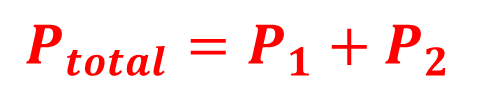 P_total = P_1 + P_2